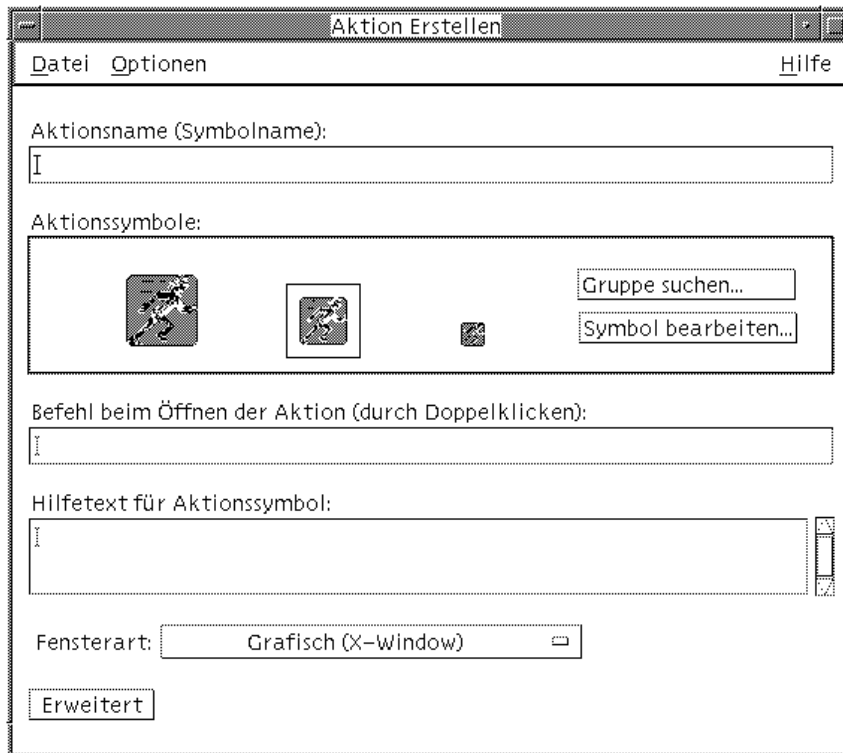 Aktion Erstellen
Datei Optionen Hilfe
Aktionsname (Symbolname):
Aktionssymbole:
Gruppe suchen...
Symbol bearbeiten...
Befehl beim Öffnen der Aktion (durch Doppelklicken):
Hilfetext für Aktionssymbol:
Fensterart: Grafisch (X–Window)
Erweitert